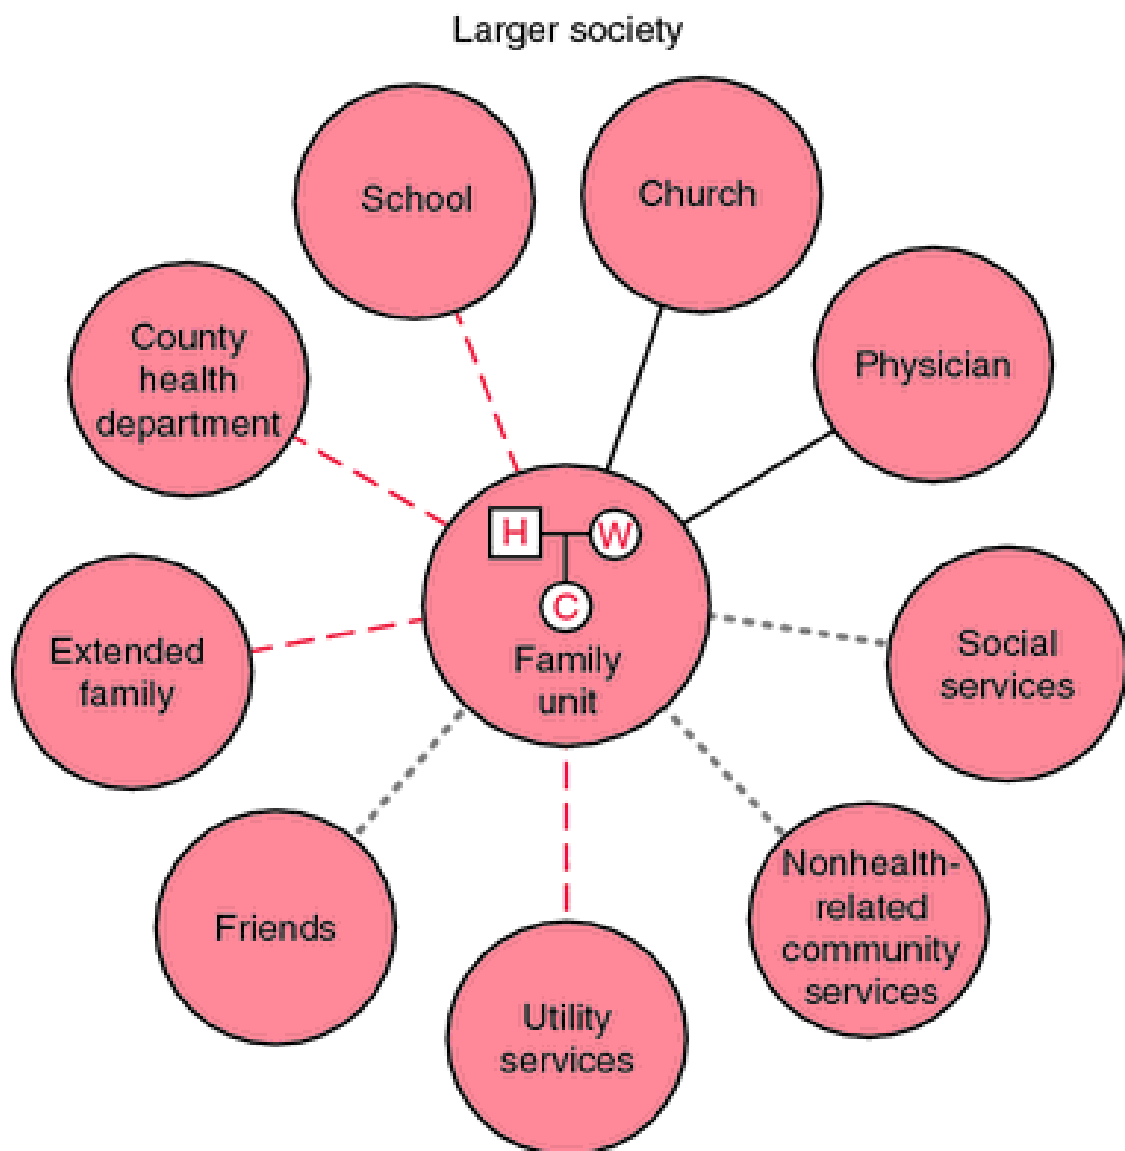 Larger society
School
Church
County
health
department
Physician
H
W
C
Family
unit
Extended
family
Social
services
Friends
Nonhealth-
related
community
services
Utility
services